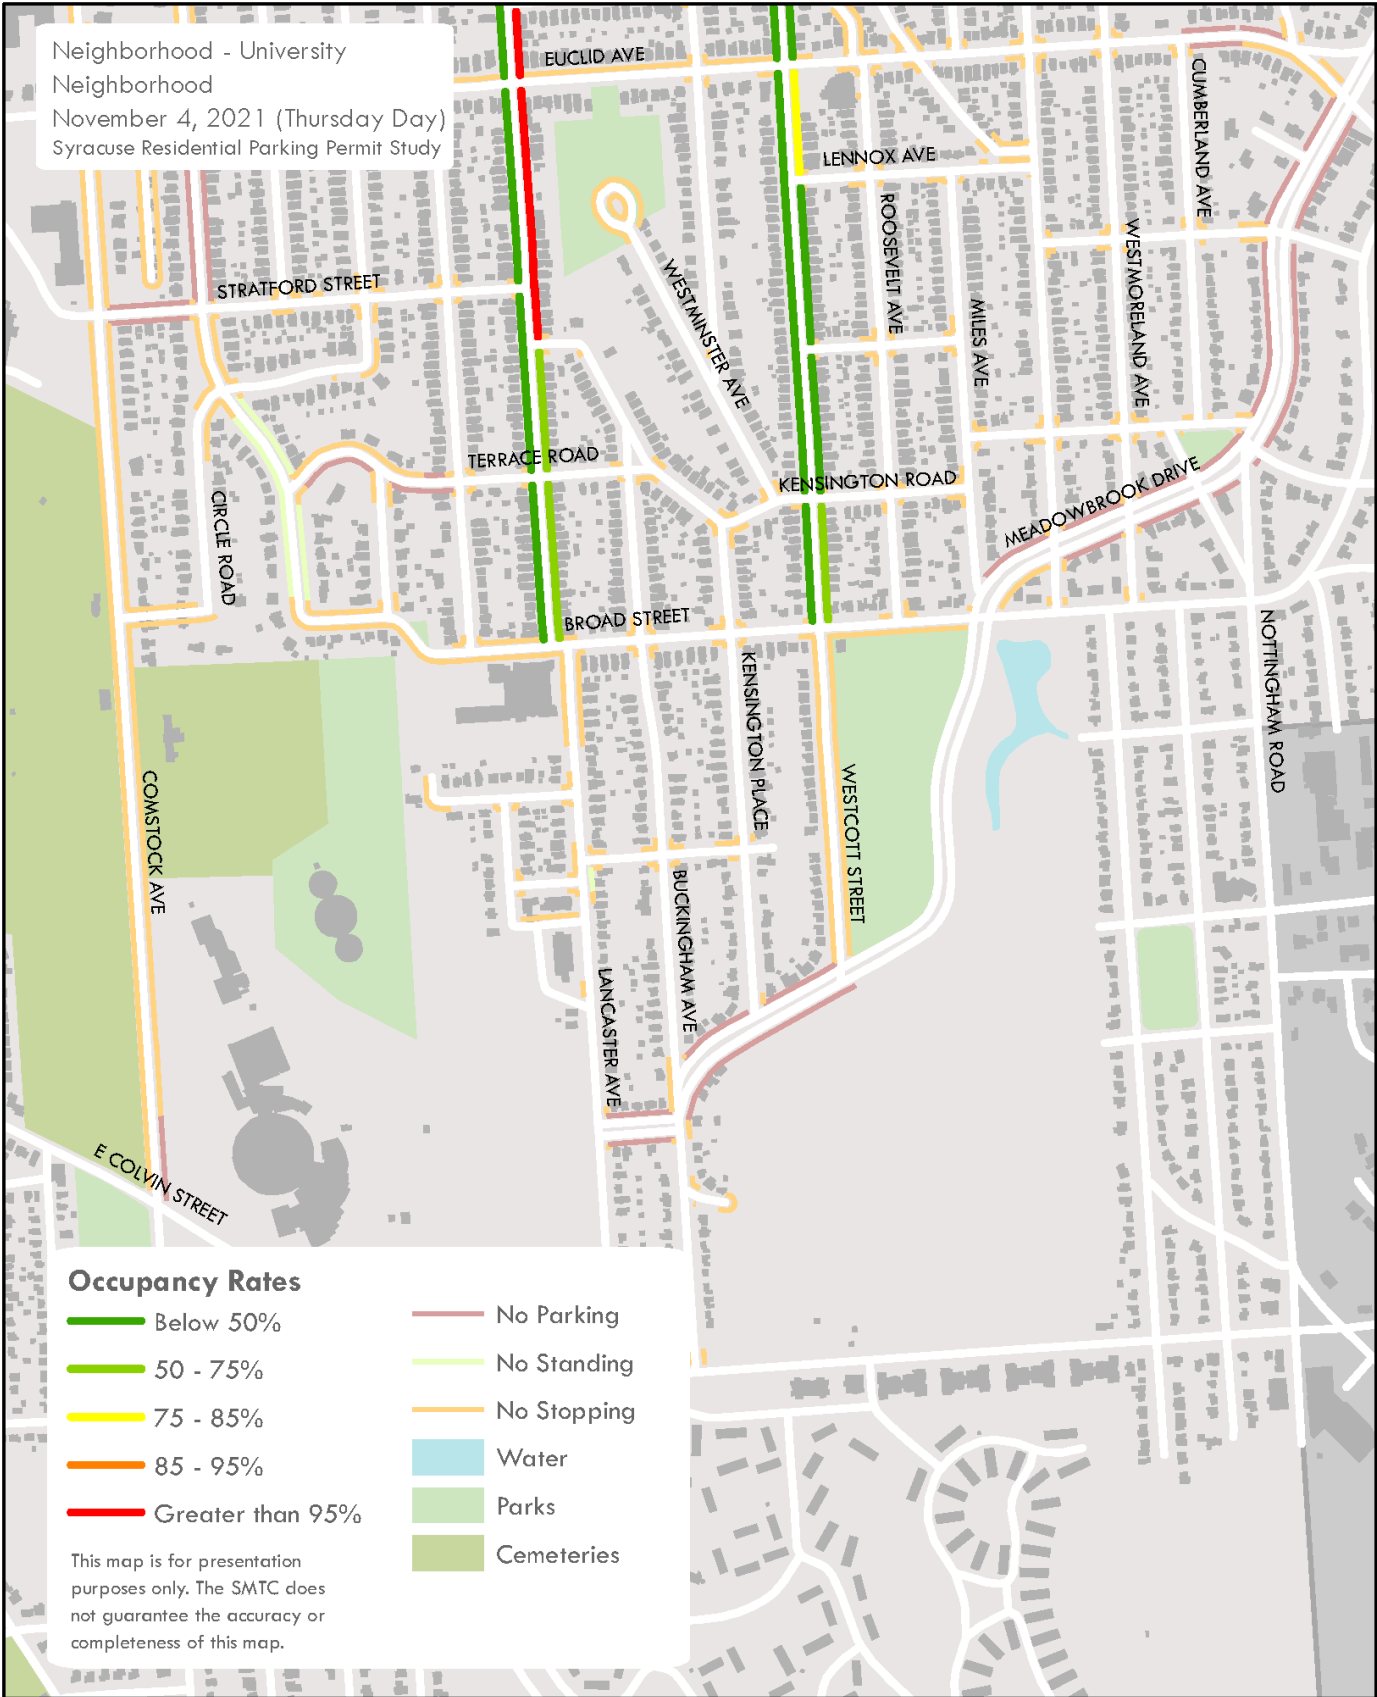 Neighborhood - University
Neighborhood
November 4, 2021 (Thursday Day)
Syracuse Residential Parking Permit Study
EUCLID AVE
CUMBERLAND AVE
LENNOX AVE
ROOSEVELT AVE
WESTMORELAND AVE
STRATFORD STREET
WESTMINSTER AVE
MILES AVE
TERRACE ROAD
KENSINGTON ROAD
MEADOWBROOK DRIVE
CIRCLE ROAD
BROAD STREET
NOTTINGHAM ROAD
KENSINGTON PLACE
COMSTOCK AVE
WESTCOTT STREET
BUCKINGHAM AVE
LANCASTER AVE
E COLVIN STREET
Occupancy Rates
Below 50%
50 - 75%
75 - 85%
85 - 95%
Greater than 95%
No Parking
No Standing
No Stopping
Water
Parks
Cemeteries
This map is for presentation
purposes only. The SMTC does
not guarantee the accuracy or
completeness of this map.